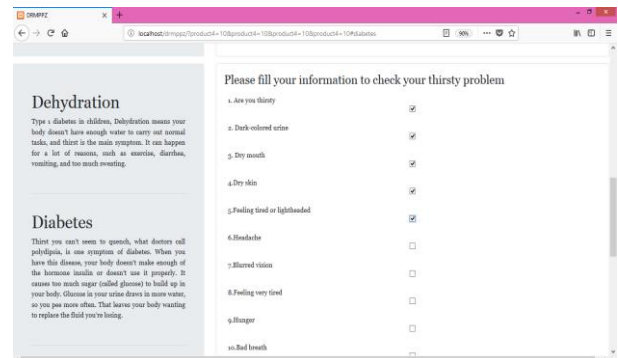 DRMPPZ
localhost/drmppz/?product4=10&product4=10&product4=10&product4=10#diabetes
90%
Dehydration
Type 1 diabetes in children, Dehydration means your
body doesn't have enough water to carry out normal
tasks, and thirst is the main symptom. It can happen
for a lot of reasons, such as exercise, diarrhea,
vomiting, and too much sweating.
Diabetes
Thirst you can't seem to quench, what doctors call
polydipsia, is one symptom of diabetes. When you
have this disease, your body doesn't make enough of
the hormone insulin or doesn't use it properly. It
causes too much sugar (called glucose) to build up in
your body. Glucose in your urine draws in more water,
so you pee more often. That leaves your body wanting
to replace the fluid you're losing.
Please fill your information to check your thirsty problem
1. Are you thirsty
2. Dark-colored urine
3. Dry mouth
4.Dry skin
5.Feeling tired or lightheaded
6.Headache
7.Blurred vision
8.Feeling very tired
9.Hunger
10.Bad breath